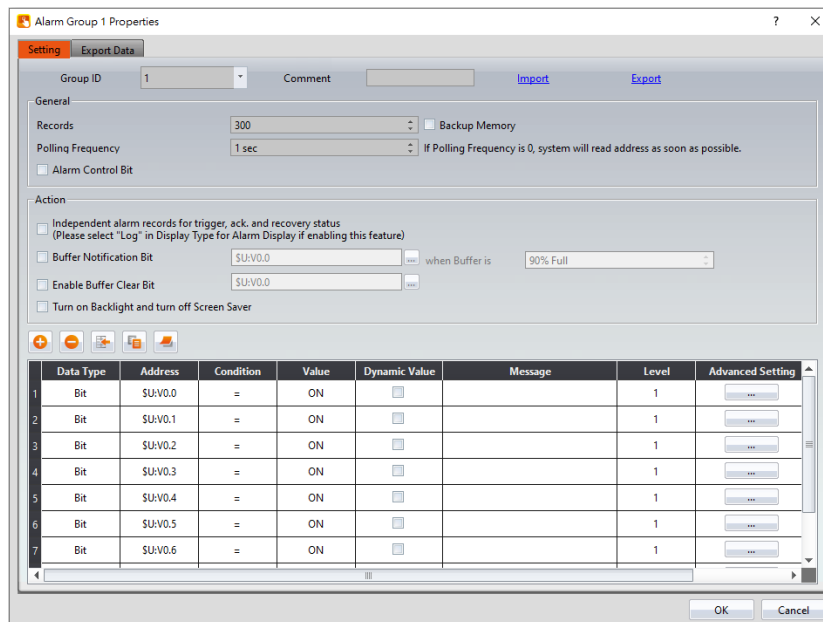 Alarm Group 1 Properties
? X
Setting Export Data
Group ID 1 Comment Import Export
General
Records 300 Backup Memory
Polling Frequency 1 sec If Polling Frequency is 0, system will read address as soon as possible.
Alarm Control Bit
Action
Independent alarm records for trigger, ack. and recovery status
(Please select "Log" in Display Type for Alarm Display if enabling this feature)
Buffer Notification Bit $U:V0.0 ... when Buffer is 90% Full
Enable Buffer Clear Bit $U:V0.0 ...
Turn on Backlight and turn off Screen Saver
Data Type Address Condition Value Dynamic Value Message Level Advanced Setting
1 Bit $U:V0.0 = ON 1 ...
2 Bit $U:V0.1 = ON 1 ...
3 Bit $U:V0.2 = ON 1 ...
4 Bit $U:V0.3 = ON 1 ...
5 Bit $U:V0.4 = ON 1 ...
6 Bit $U:V0.5 = ON 1 ...
7 Bit $U:V0.6 = ON 1 ...
OK Cancel